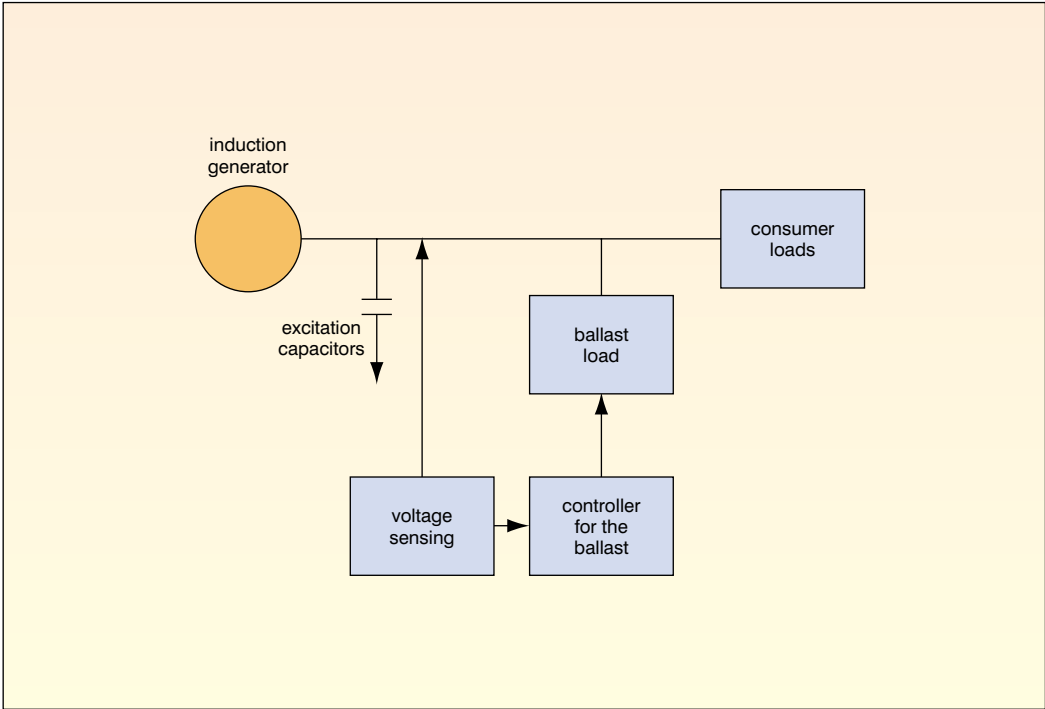 induction
generator
consumer
loads
excitation
capacitors
ballast
load
voltage
sensing
controller
for the
ballast